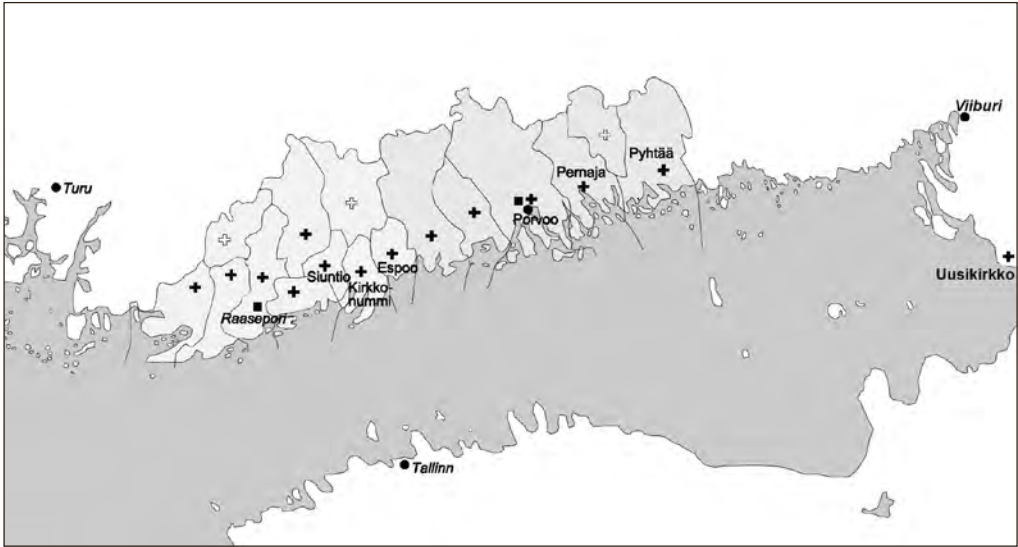 Viiburi
Pyhtää
Pernaja
Turu
Porvoo
Espoo
Siuntio
Kirkko-
nummi
Uusikirkko
Raasepori
Tallinn